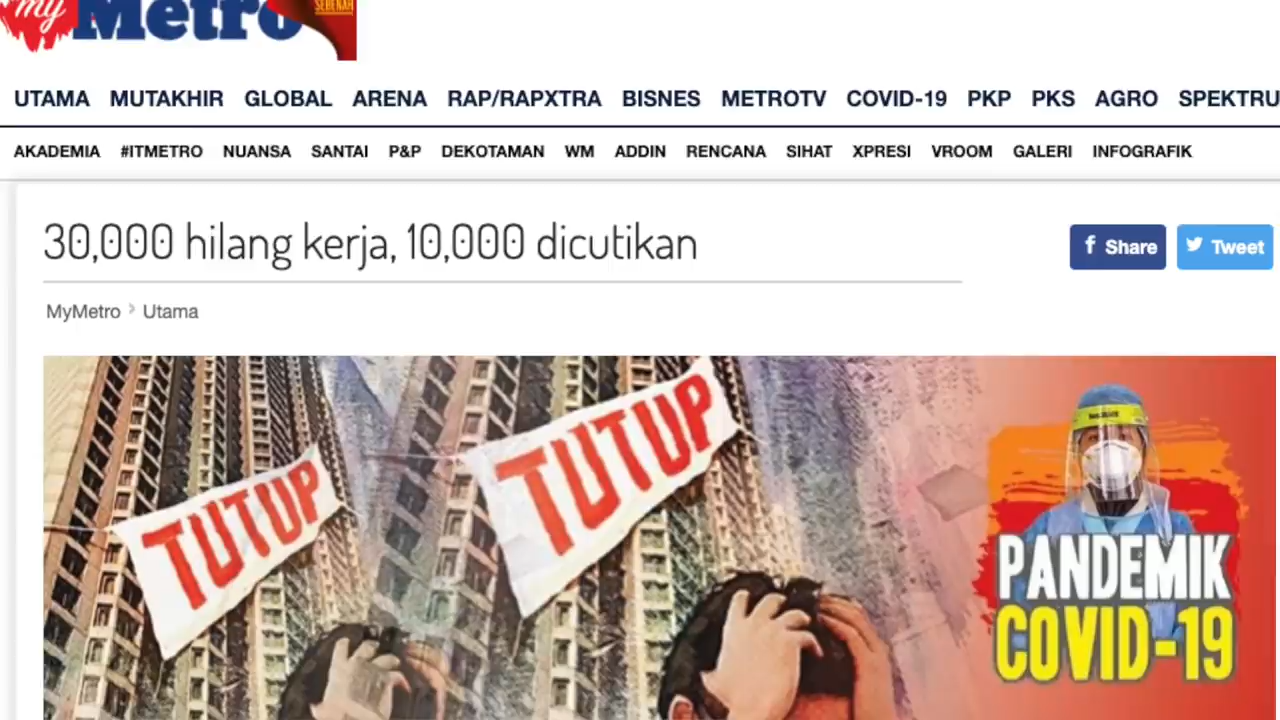 my Metro
SEBENAR
UTAMA MUTAKHIR GLOBAL ARENA RAP/RAPXTRA BISNES METROTV COVID-19 PKP PKS AGRO SPEKTRU
AKADEMIA #ITMETRO NUANSA SANTAI P&P DEKOTAMAN WM ADDIN RENCANA SIHAT XPRESI VROOM GALERI INFOGRAFIK
30,000 hilang kerja, 10,000 dicutikan
Share Tweet
MyMetro > Utama
TUTUP TUTUP
PANDEMIK
COVID-19